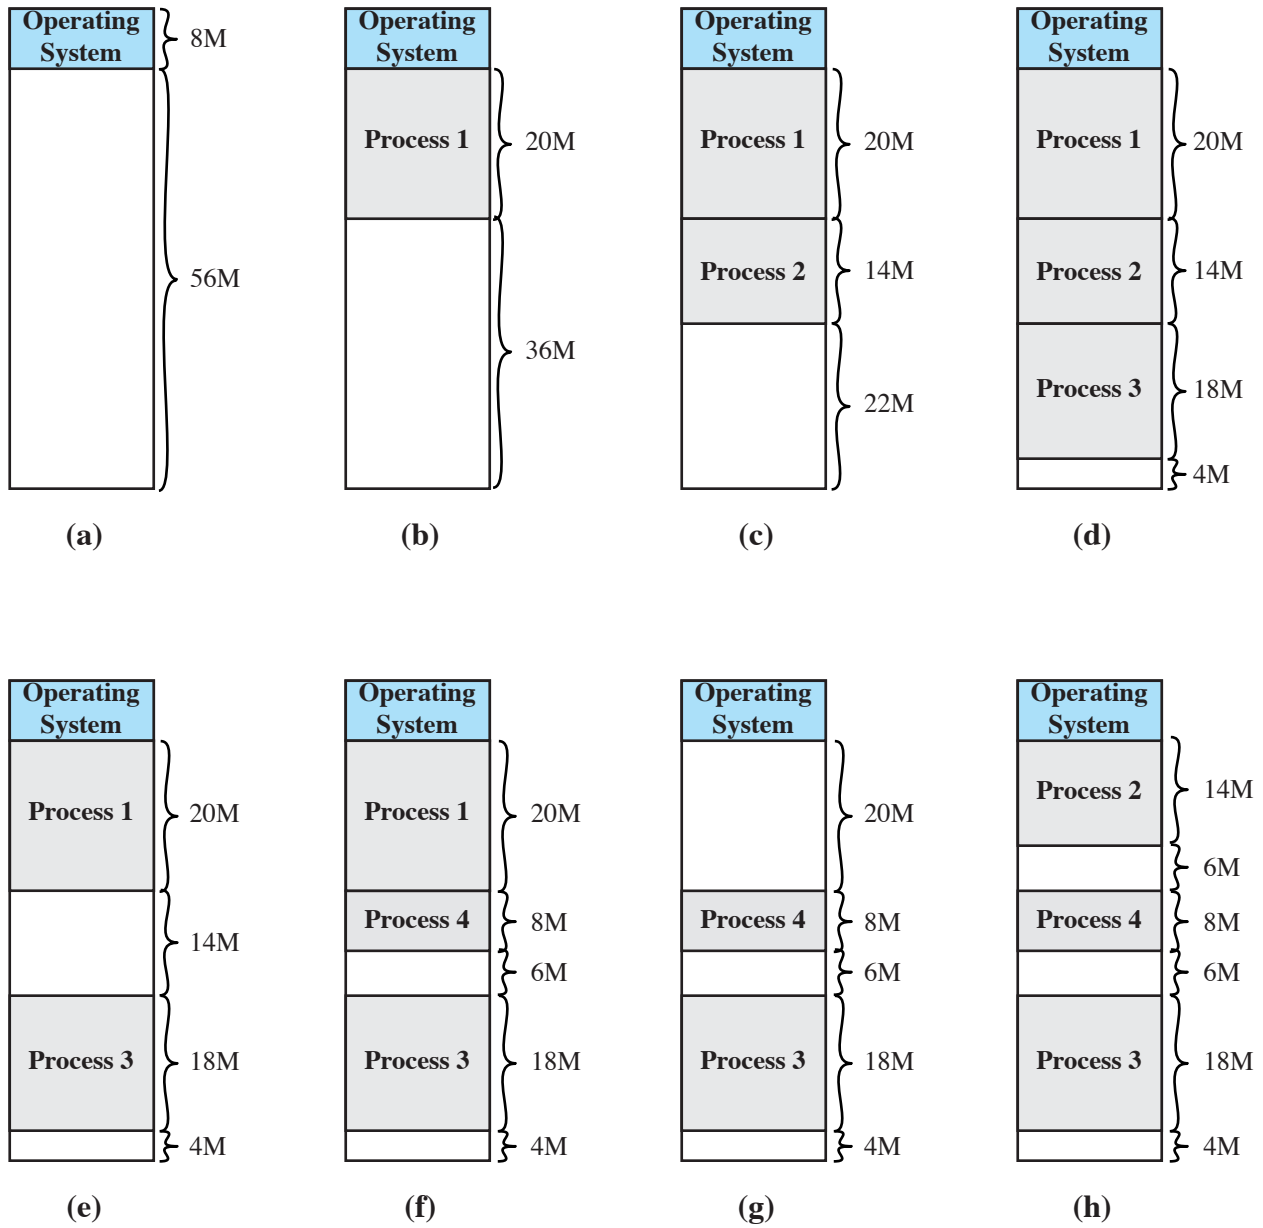 Operating
System
8M
56M
(a)
Operating
System
Process 1
20M
36M
(b)
Operating
System
Process 1
20M
Process 2
14M
22M
(c)
Operating
System
Process 1
20M
Process 2
14M
Process 3
18M
4M
(d)
Operating
System
Process 1
20M
14M
Process 3
18M
4M
(e)
Operating
System
Process 1
20M
Process 4
8M
6M
Process 3
18M
4M
(f)
Operating
System
20M
Process 4
8M
6M
Process 3
18M
4M
(g)
Operating
System
Process 2
14M
6M
Process 4
8M
6M
Process 3
18M
4M
(h)